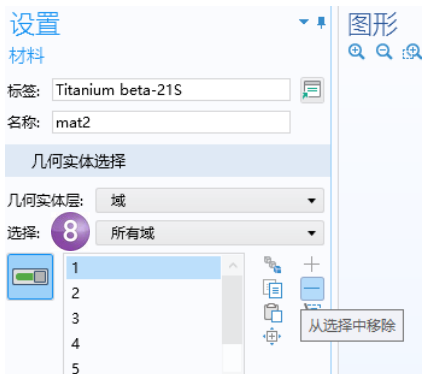 设置
图形
材料
标签: Titanium beta-21S
名称: mat2
几何实体选择
几何实体层: 域
选择: 8 所有域
1
2
3
4
5
从选择中移除